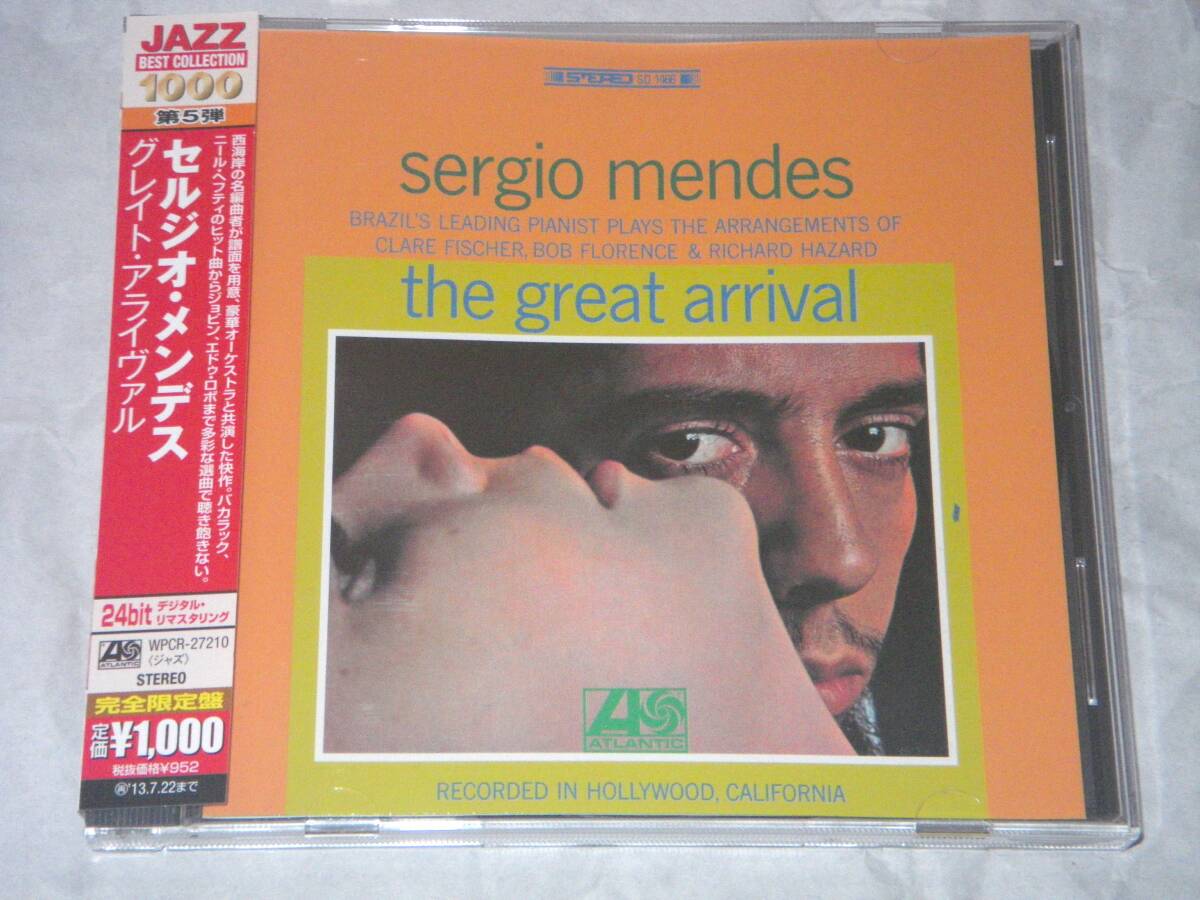 JAZZ
BEST COLLECTION
1000
第5弾
西海岸の名編曲者が譜面を用意、豪華オーケストラと共演した快作。バカラック、
ニール・ヘフティのヒット曲からジョビン、エドゥ・ロボまで多彩な選曲で聴き飽きない。
セルジオ・メンデス
グレイト・アライヴァル
24bit デジタル・
リマスタリング
ATLANTIC
WPCR-27210
〈ジャズ〉
STEREO
完全限定盤
定価 ¥1,000
税抜価格¥952
'13.7.22まで
STEREO SD 1466
sergio mendes
BRAZIL'S LEADING PIANIST PLAYS THE ARRANGEMENTS OF
CLARE FISCHER, BOB FLORENCE & RICHARD HAZARD
the great arrival
ATLANTIC
RECORDED IN HOLLYWOOD, CALIFORNIA